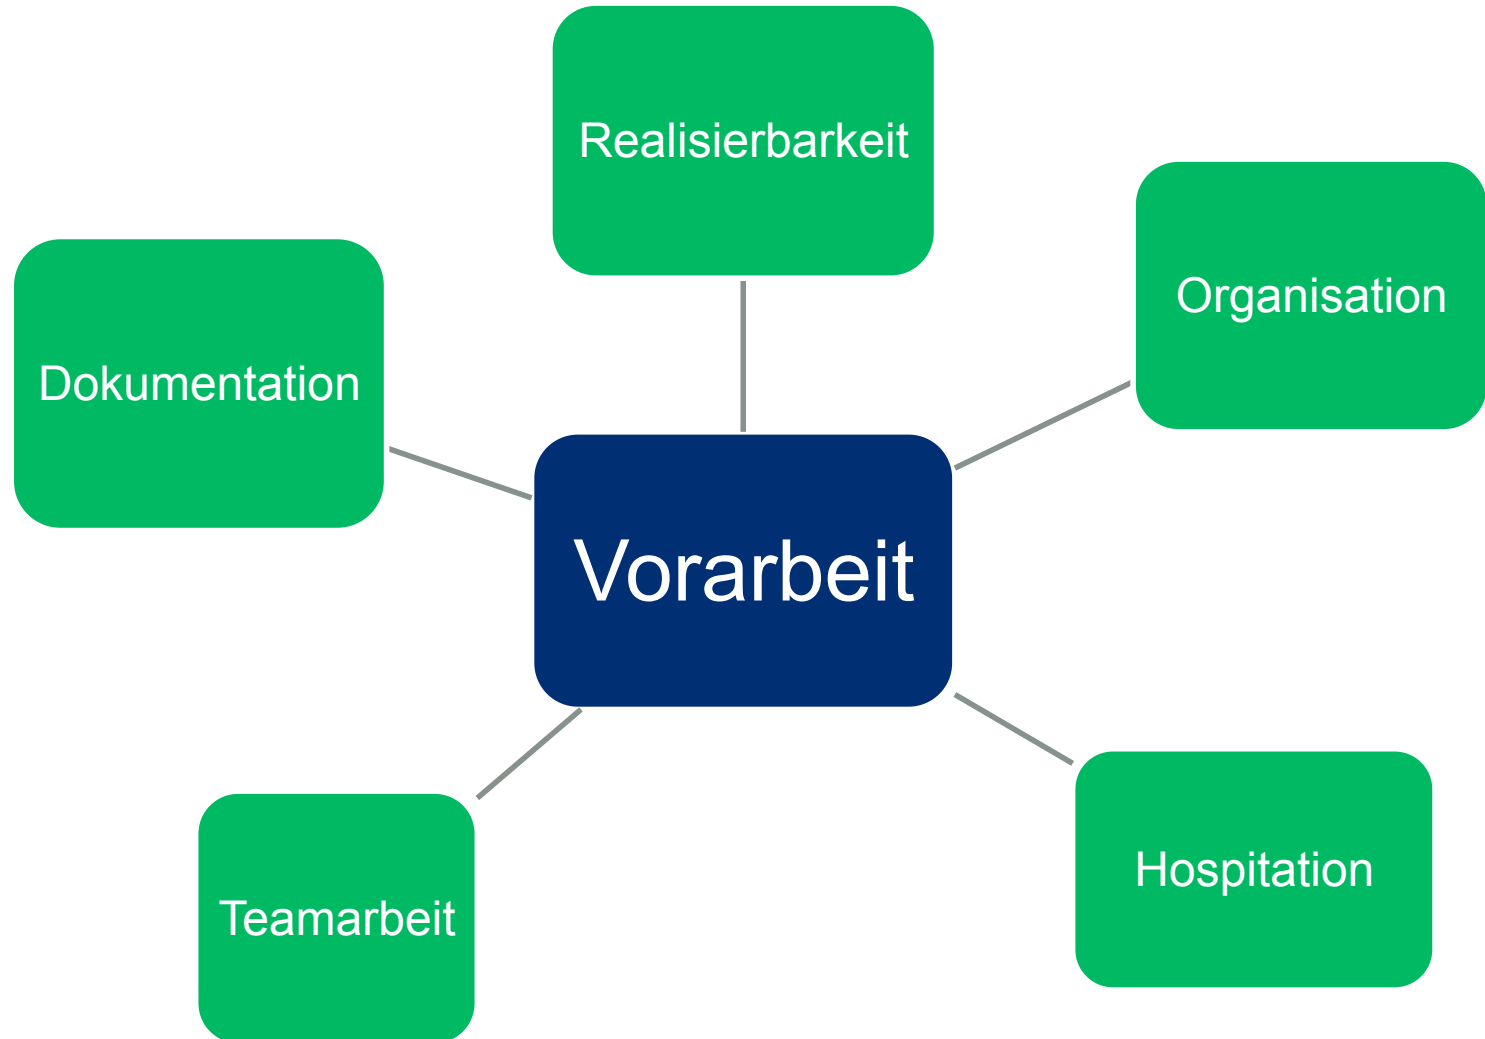 Realisierbarkeit
Organisation
Dokumentation
Vorarbeit
Hospitation
Teamarbeit